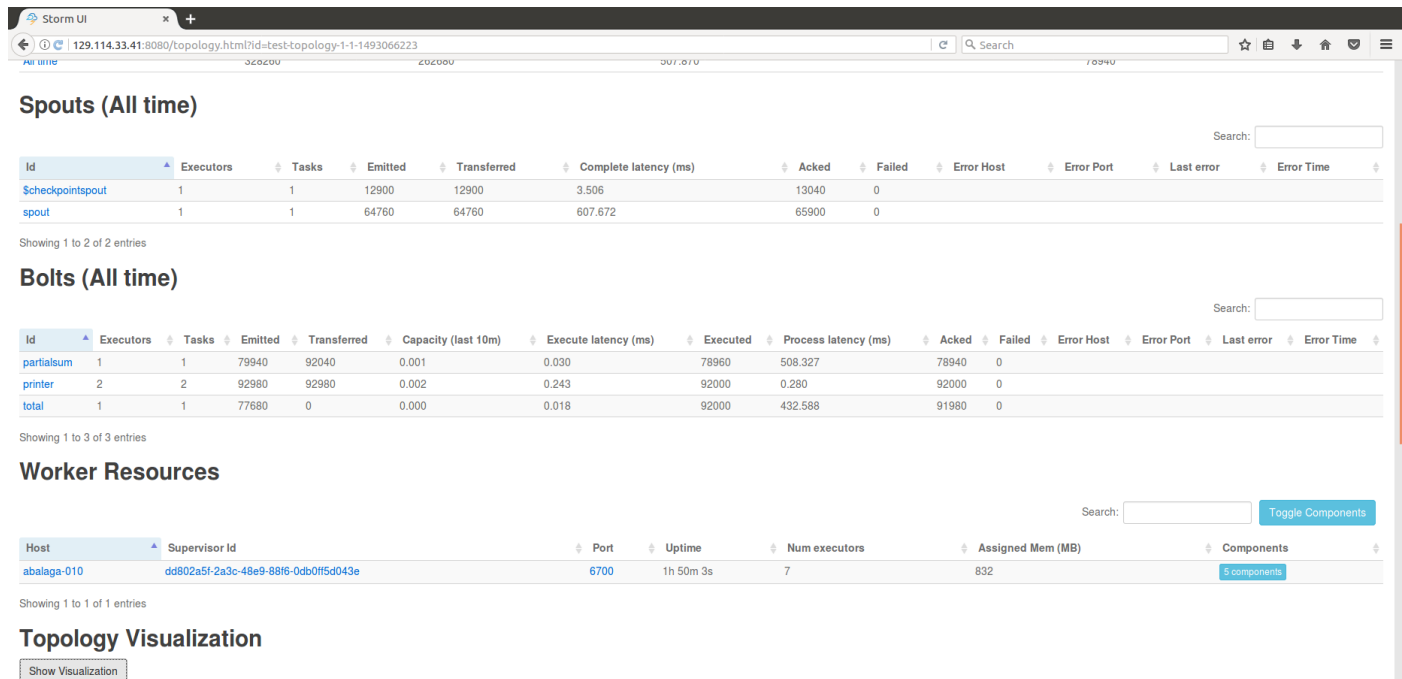 Storm UI × +
129.114.33.41:8080/topology.html?id=test-topology-1-1-1493066223 Search
All time 328260 262680 507.870 78940
Spouts (All time)
Search:
Id Executors Tasks Emitted Transferred Complete latency (ms) Acked Failed Error Host Error Port Last error Error Time
$checkpointspout 1 1 12900 12900 3.506 13040 0
spout 1 1 64760 64760 607.672 65900 0
Showing 1 to 2 of 2 entries
Bolts (All time)
Search:
Id Executors Tasks Emitted Transferred Capacity (last 10m) Execute latency (ms) Executed Process latency (ms) Acked Failed Error Host Error Port Last error Error Time
partialsum 1 1 79940 92040 0.001 0.030 78960 508.327 78940 0
printer 2 2 92980 92980 0.002 0.243 92000 0.280 92000 0
total 1 1 77680 0 0.000 0.018 92000 432.588 91980 0
Showing 1 to 3 of 3 entries
Worker Resources
Search: Toggle Components
Host Supervisor Id Port Uptime Num executors Assigned Mem (MB) Components
abalaga-010 dd802a5f-2a3c-48e9-88f6-0db0ff5d043e 6700 1h 50m 3s 7 832 5 components
Showing 1 to 1 of 1 entries
Topology Visualization
Show Visualization